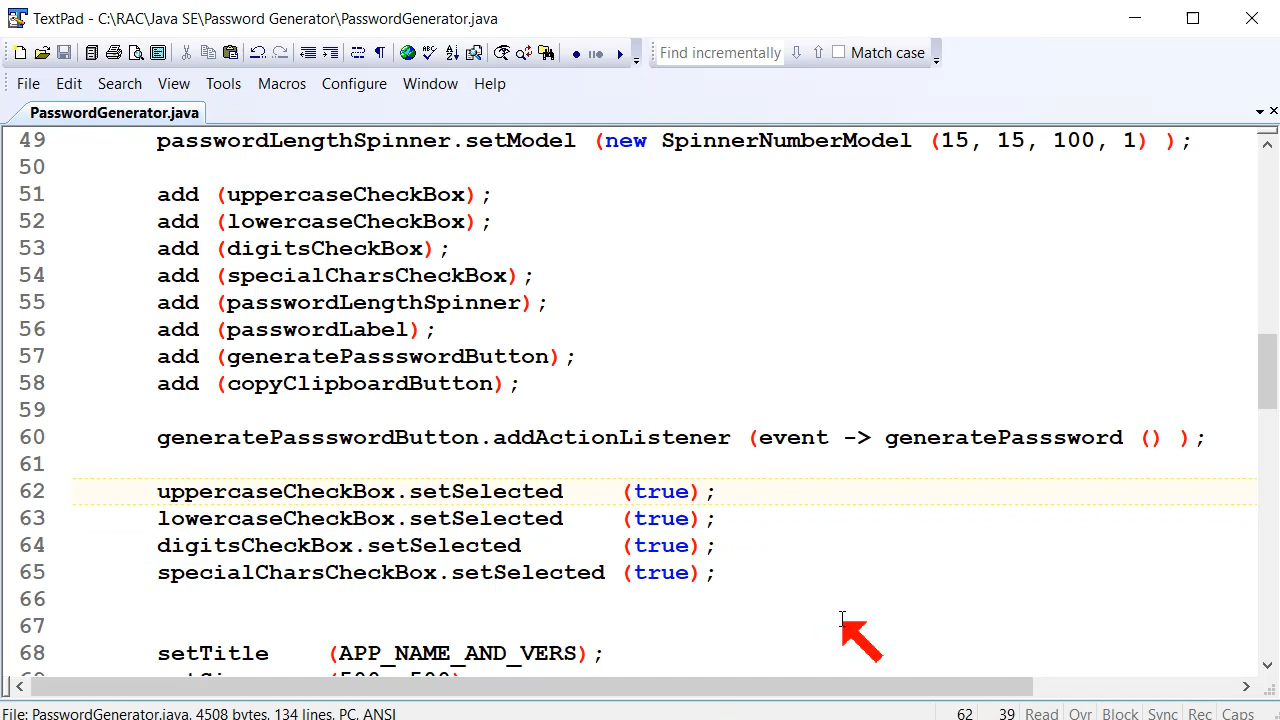 TextPad - C:\RAC\Java SE\Password Generator\PasswordGenerator.java
Find incrementally Match case
File Edit Search View Tools Macros Configure Window Help
PasswordGenerator.java
49 passwordLengthSpinner.setModel (new SpinnerNumberModel (15, 15, 100, 1) );
50
51 add (uppercaseCheckBox);
52 add (lowercaseCheckBox);
53 add (digitsCheckBox);
54 add (specialCharsCheckBox);
55 add (passwordLengthSpinner);
56 add (passwordLabel);
57 add (generatePassswordButton);
58 add (copyClipboardButton);
59
60 generatePassswordButton.addActionListener (event -> generatePasssword () );
61
62 uppercaseCheckBox.setSelected (true);
63 lowercaseCheckBox.setSelected (true);
64 digitsCheckBox.setSelected (true);
65 specialCharsCheckBox.setSelected (true);
66
67
68 setTitle (APP_NAME_AND_VERS);
File: PasswordGenerator.java, 4508 bytes, 134 lines, PC, ANSI 62 39 Read Ovr Block Sync Rec Caps